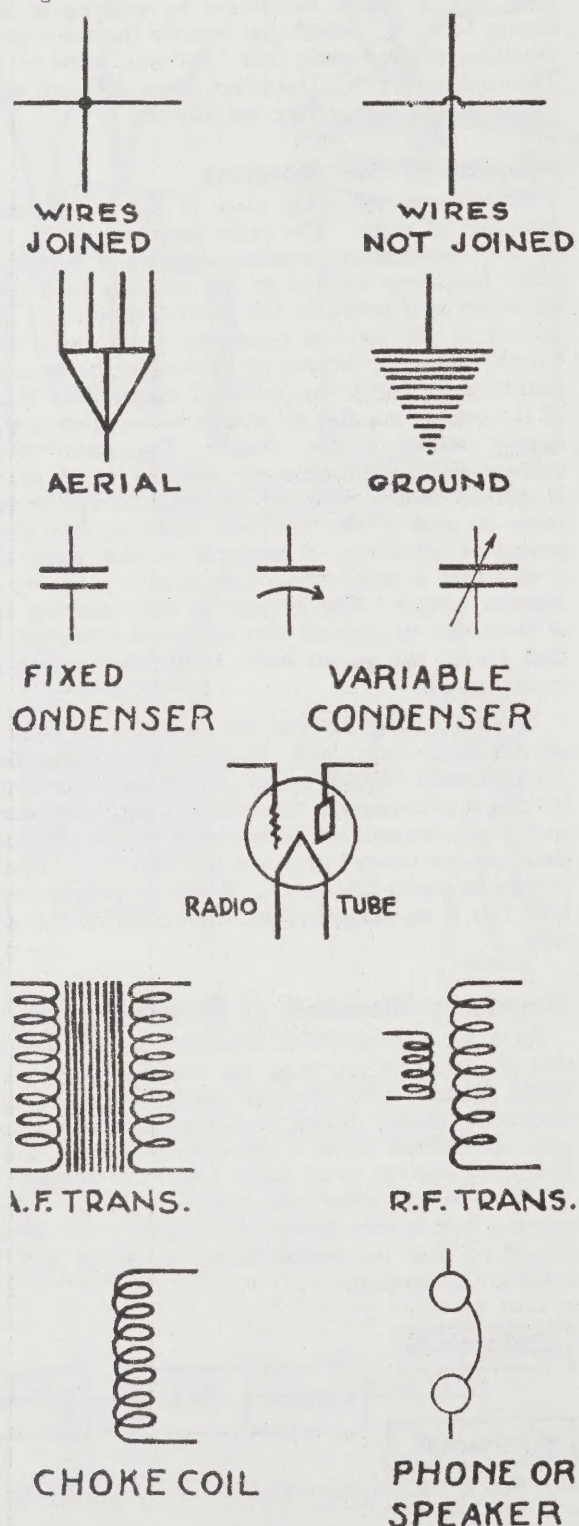 WIRES
JOINED
WIRES
NOT JOINED
AERIAL
GROUND
FIXED
ONDENSER
VARIABLE
CONDENSER
RADIO TUBE
.F. TRANS.
R.F. TRANS.
CHOKE COIL
PHONE OR
SPEAKER